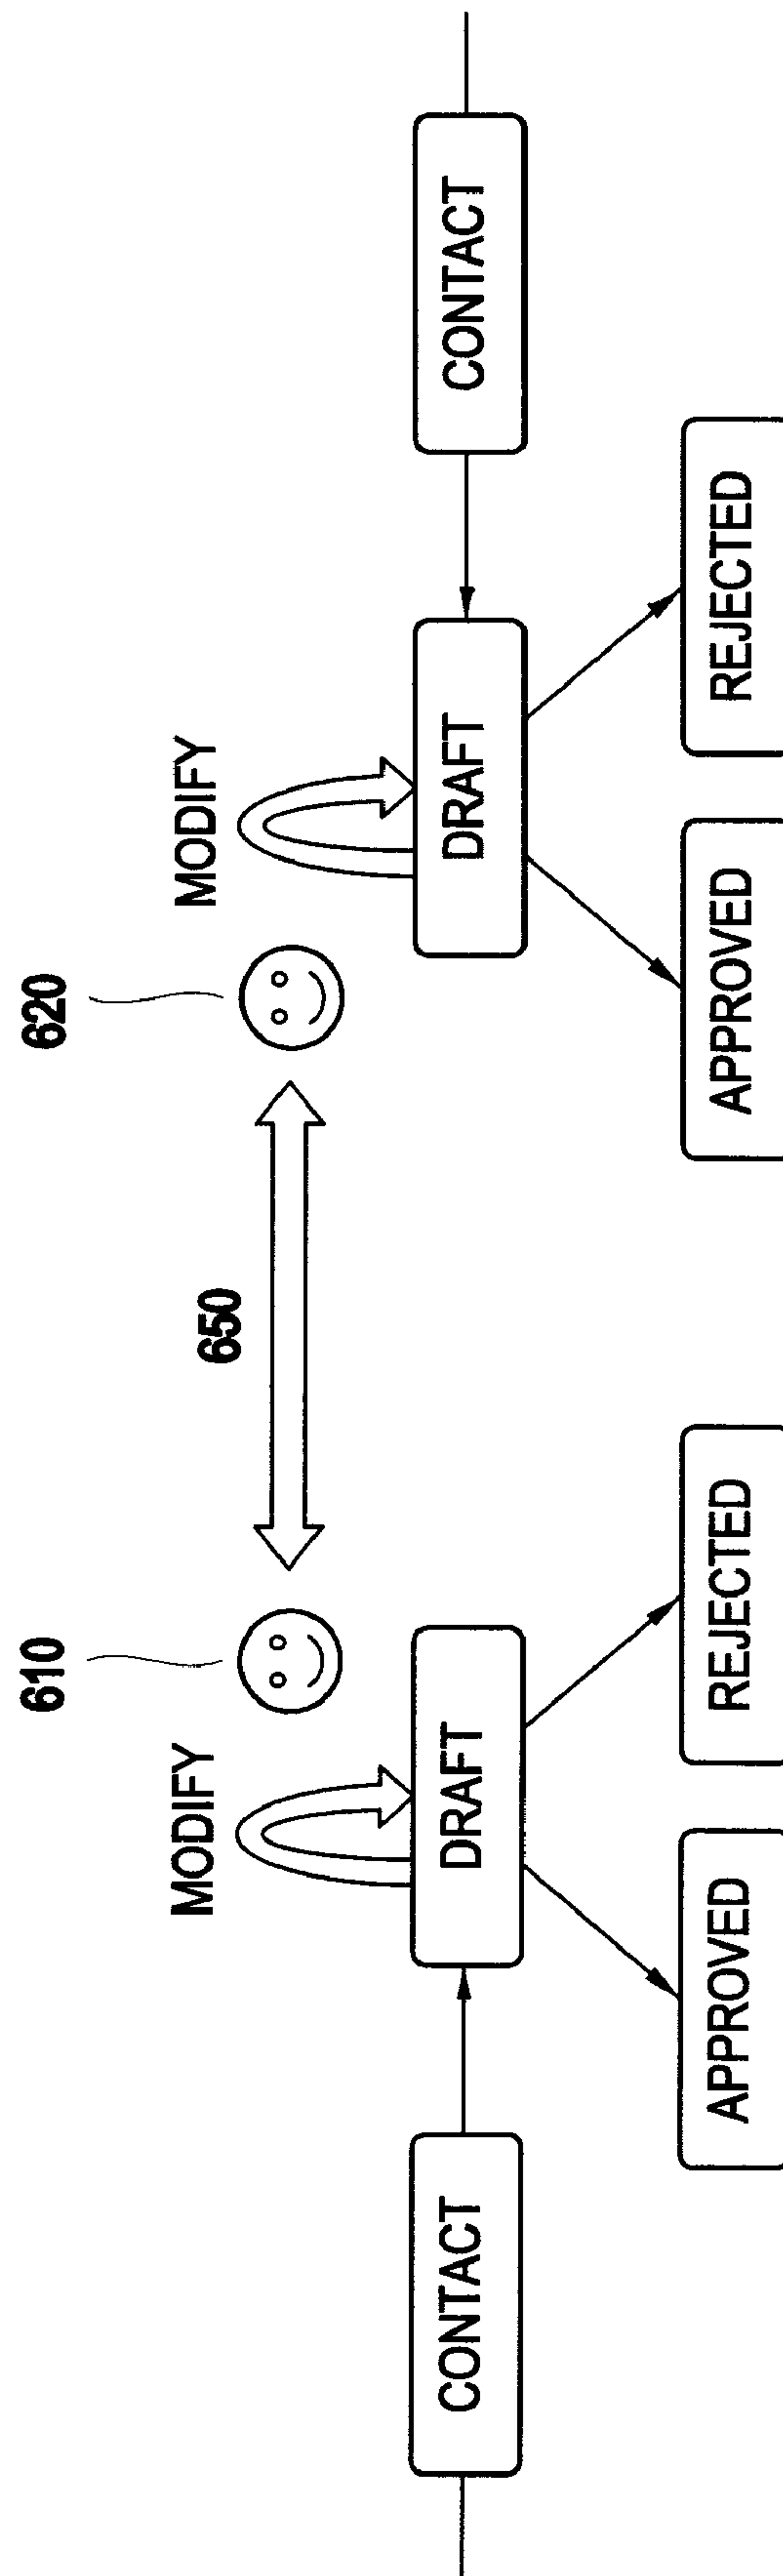 610
620
650
MODIFY
MODIFY
CONTACT
DRAFT
DRAFT
CONTACT
APPROVED
REJECTED
APPROVED
REJECTED